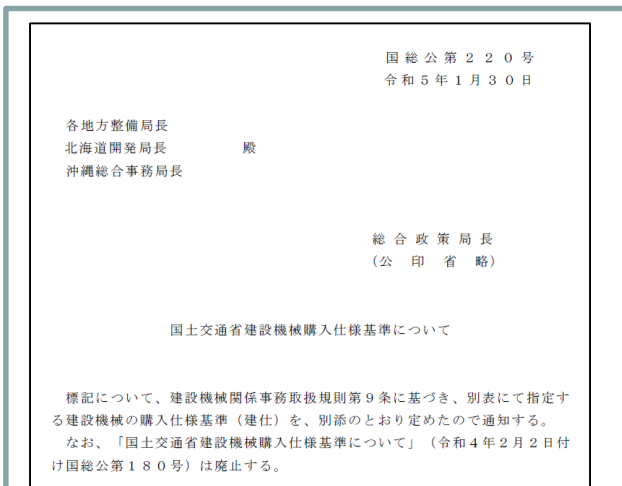 国総公第２２０号
令和５年１月３０日
各地方整備局長
北海道開発局長　殿
沖縄総合事務局長
総合政策局長
（公印省略）
国土交通省建設機械購入仕様基準について
標記について、建設機械関係事務取扱規則第９条に基づき、別表にて指定す
る建設機械の購入仕様基準（建仕）を、別添のとおり定めたので通知する。
なお、「国土交通省建設機械購入仕様基準について」（令和４年２月２日付
け国総公第１８０号）は廃止する。